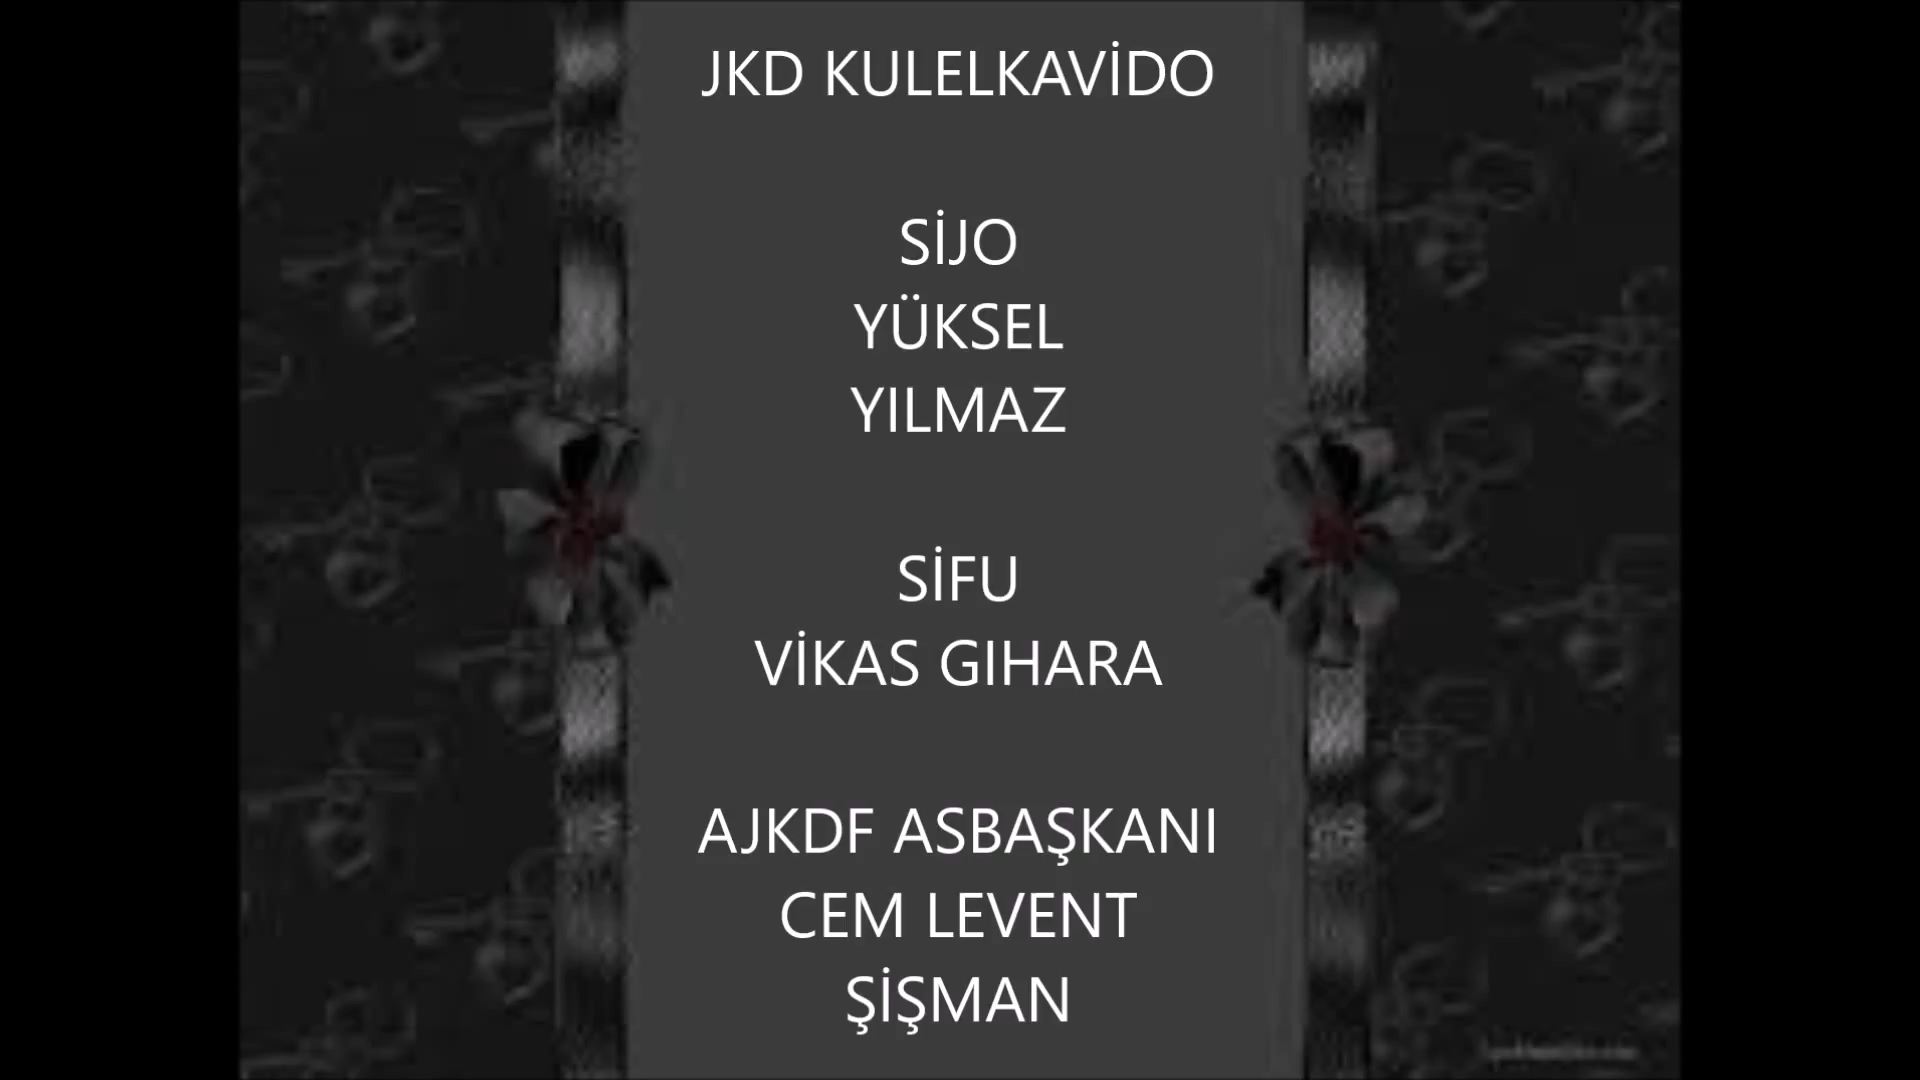 JKD KULELKAVİDO
SİJO
YÜKSEL
YILMAZ
SİFU
VİKAS GIHARA
AJKDF ASBAŞKANI
CEM LEVENT
ŞİŞMAN